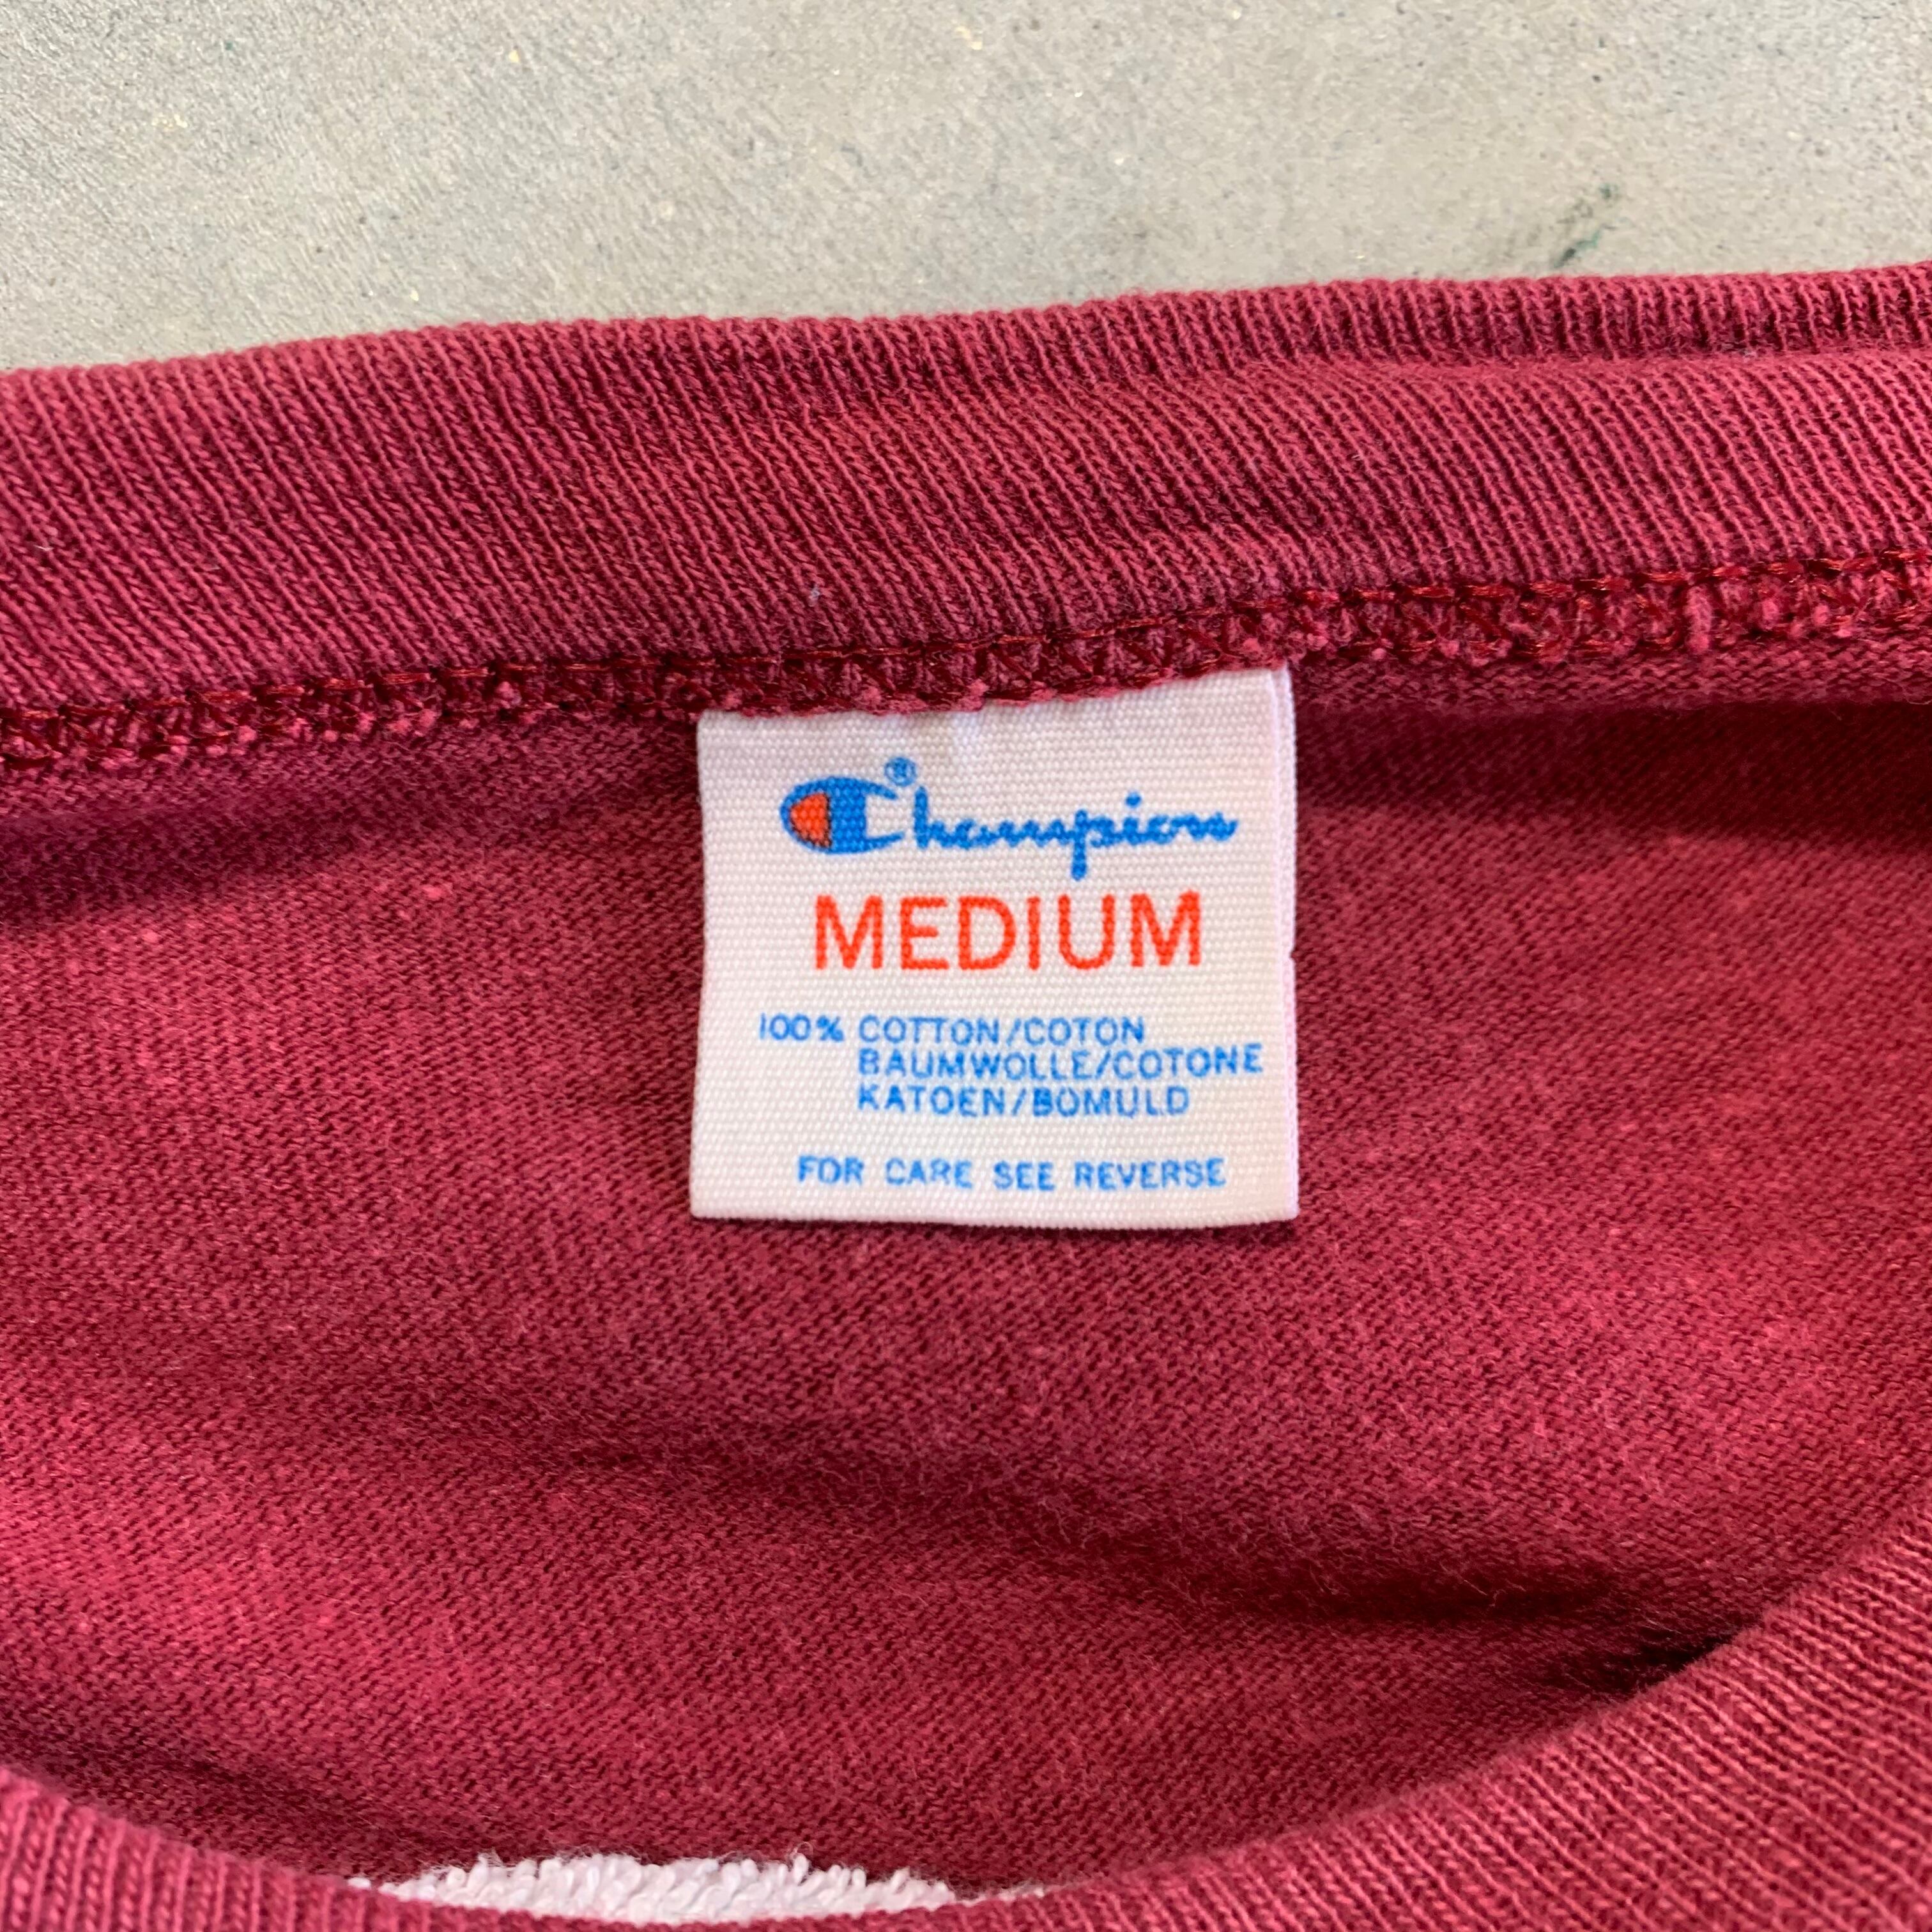 Champion®
MEDIUM
100% COTTON/COTON
BAUMWOLLE/COTONE
KATOEN/BOMULD
FOR CARE SEE REVERSE